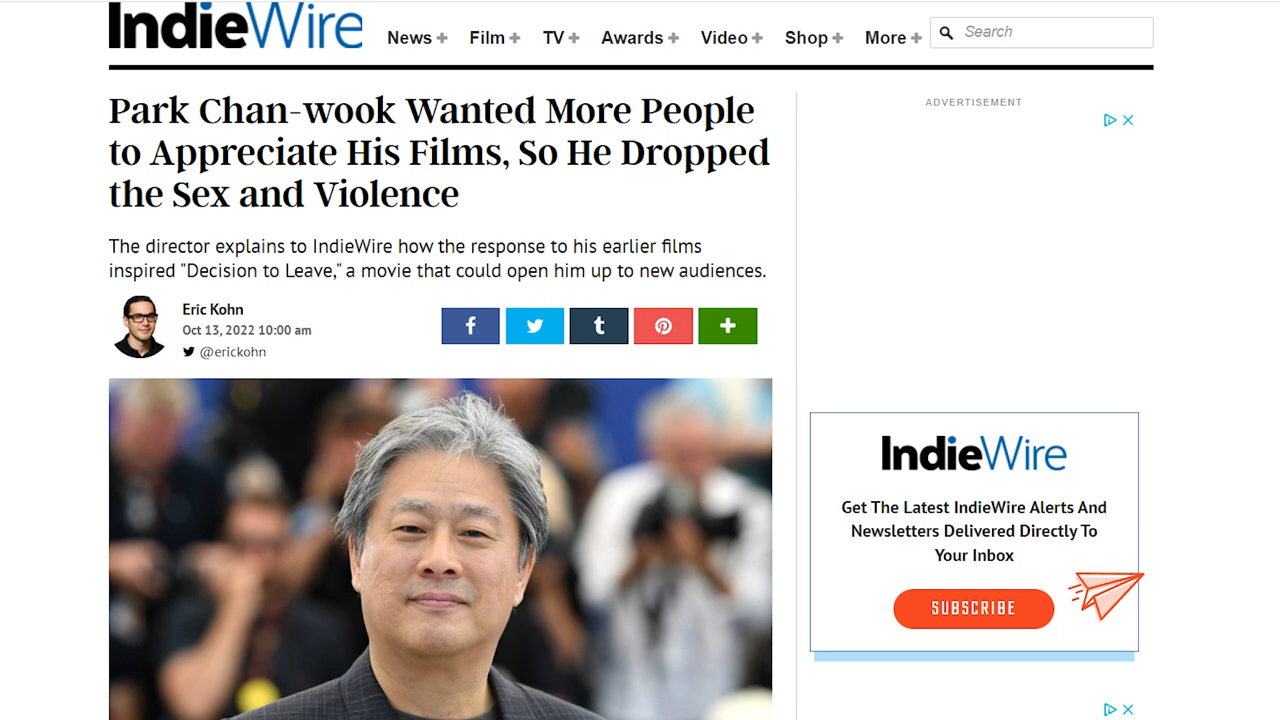 IndieWire
News + Film + TV + Awards + Video + Shop + More + Search
Park Chan-wook Wanted More People
to Appreciate His Films, So He Dropped
the Sex and Violence
The director explains to IndieWire how the response to his earlier films
inspired "Decision to Leave," a movie that could open him up to new audiences.
Eric Kohn
Oct 13, 2022 10:00 am
@erickohn
ADVERTISEMENT
IndieWire
Get The Latest IndieWire Alerts And
Newsletters Delivered Directly To
Your Inbox
SUBSCRIBE